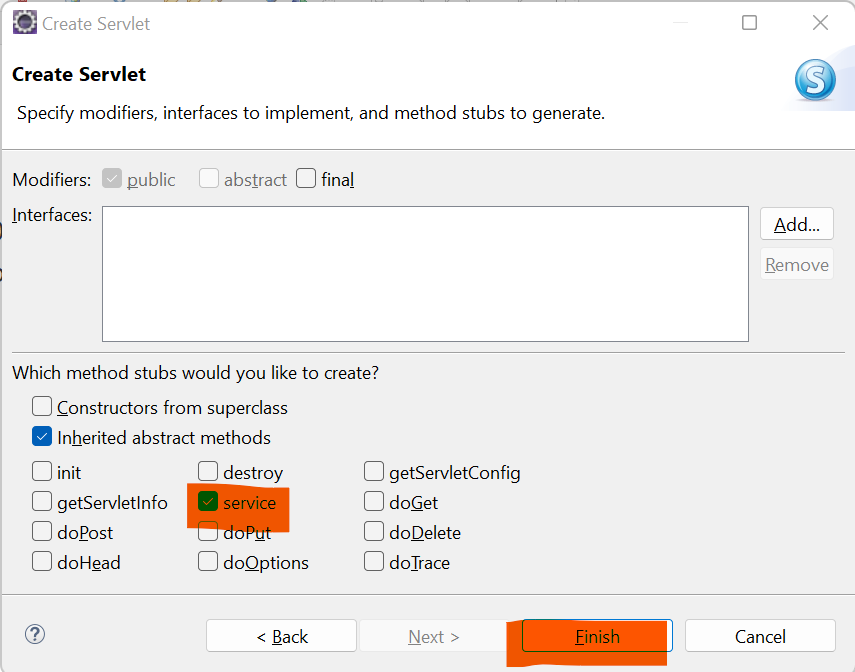 Create Servlet
Create Servlet
Specify modifiers, interfaces to implement, and method stubs to generate.
Modifiers: public abstract final
Interfaces:
Add...
Remove
Which method stubs would you like to create?
Constructors from superclass
Inherited abstract methods
init destroy getServletConfig
getServletInfo service doGet
doPost doPut doDelete
doHead doOptions doTrace
? < Back Next > Finish Cancel